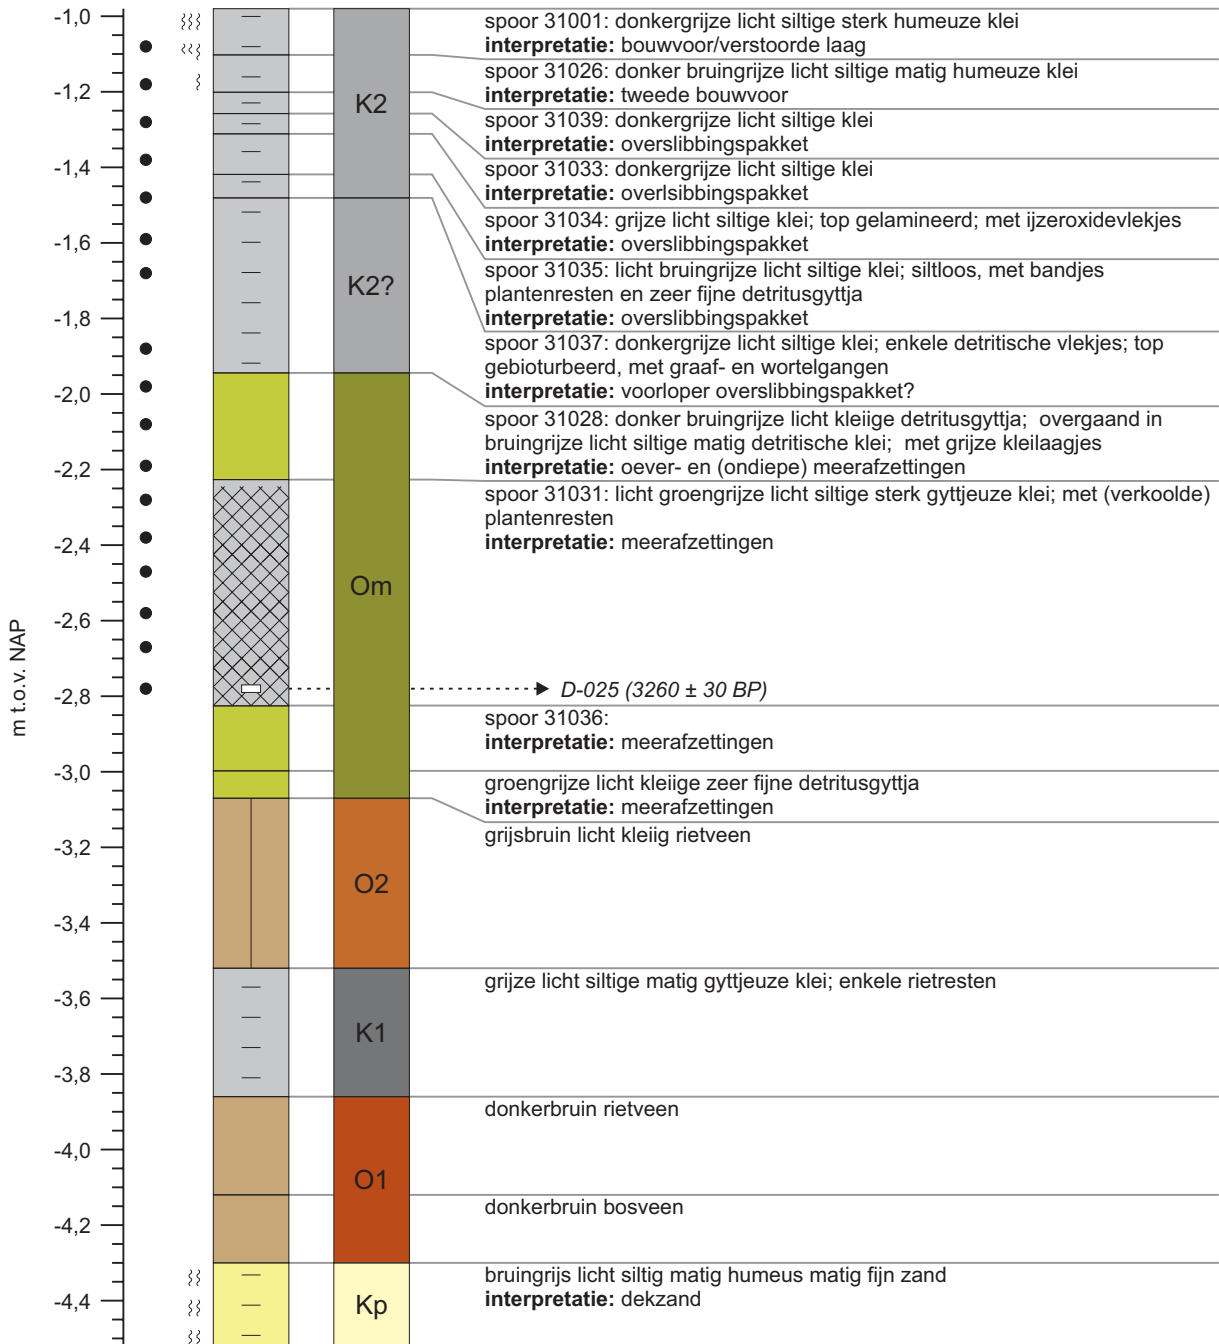 -1,0
-1,2
-1,4
-1,6
-1,8
-2,0
-2,2
-2,4
-2,6
-2,8
-3,0
-3,2
-3,4
-3,6
-3,8
-4,0
-4,2
-4,4
m t.o.v. NAP
K2
K2?
Om
O2
K1
O1
Kp
spoor 31001: donkergrijze licht siltige sterk humeuze klei
interpretatie: bouwvoor/verstoorde laag
spoor 31026: donker bruingrijze licht siltige matig humeuze klei
interpretatie: tweede bouwvoor
spoor 31039: donkergrijze licht siltige klei
interpretatie: overslibbingspakket
spoor 31033: donkergrijze licht siltige klei
interpretatie: overlsibbingspakket
spoor 31034: grijze licht siltige klei; top gelamineerd; met ijzeroxidevlekjes
interpretatie: overslibbingspakket
spoor 31035: licht bruingrijze licht siltige klei; siltloos, met bandjes
plantenresten en zeer fijne detritusgyttja
interpretatie: overslibbingspakket
spoor 31037: donkergrijze licht siltige klei; enkele detritische vlekjes; top
gebioturbeerd, met graaf- en wortelgangen
interpretatie: voorloper overslibbingspakket?
spoor 31028: donker bruingrijze licht kleiige detritusgyttja; overgaand in
bruingrijze licht siltige matig detritische klei; met grijze kleilaagjes
interpretatie: oever- en (ondiepe) meerafzettingen
spoor 31031: licht groengrijze licht siltige sterk gyttjeuze klei; met (verkoolde)
plantenresten
interpretatie: meerafzettingen
D-025 (3260 ± 30 BP)
spoor 31036:
interpretatie: meerafzettingen
groengrijze licht kleiige zeer fijne detritusgyttja
interpretatie: meerafzettingen
grijsbruin licht kleiig rietveen
grijze licht siltige matig gyttjeuze klei; enkele rietresten
donkerbruin rietveen
donkerbruin bosveen
bruingrijs licht siltig matig humeus matig fijn zand
interpretatie: dekzand